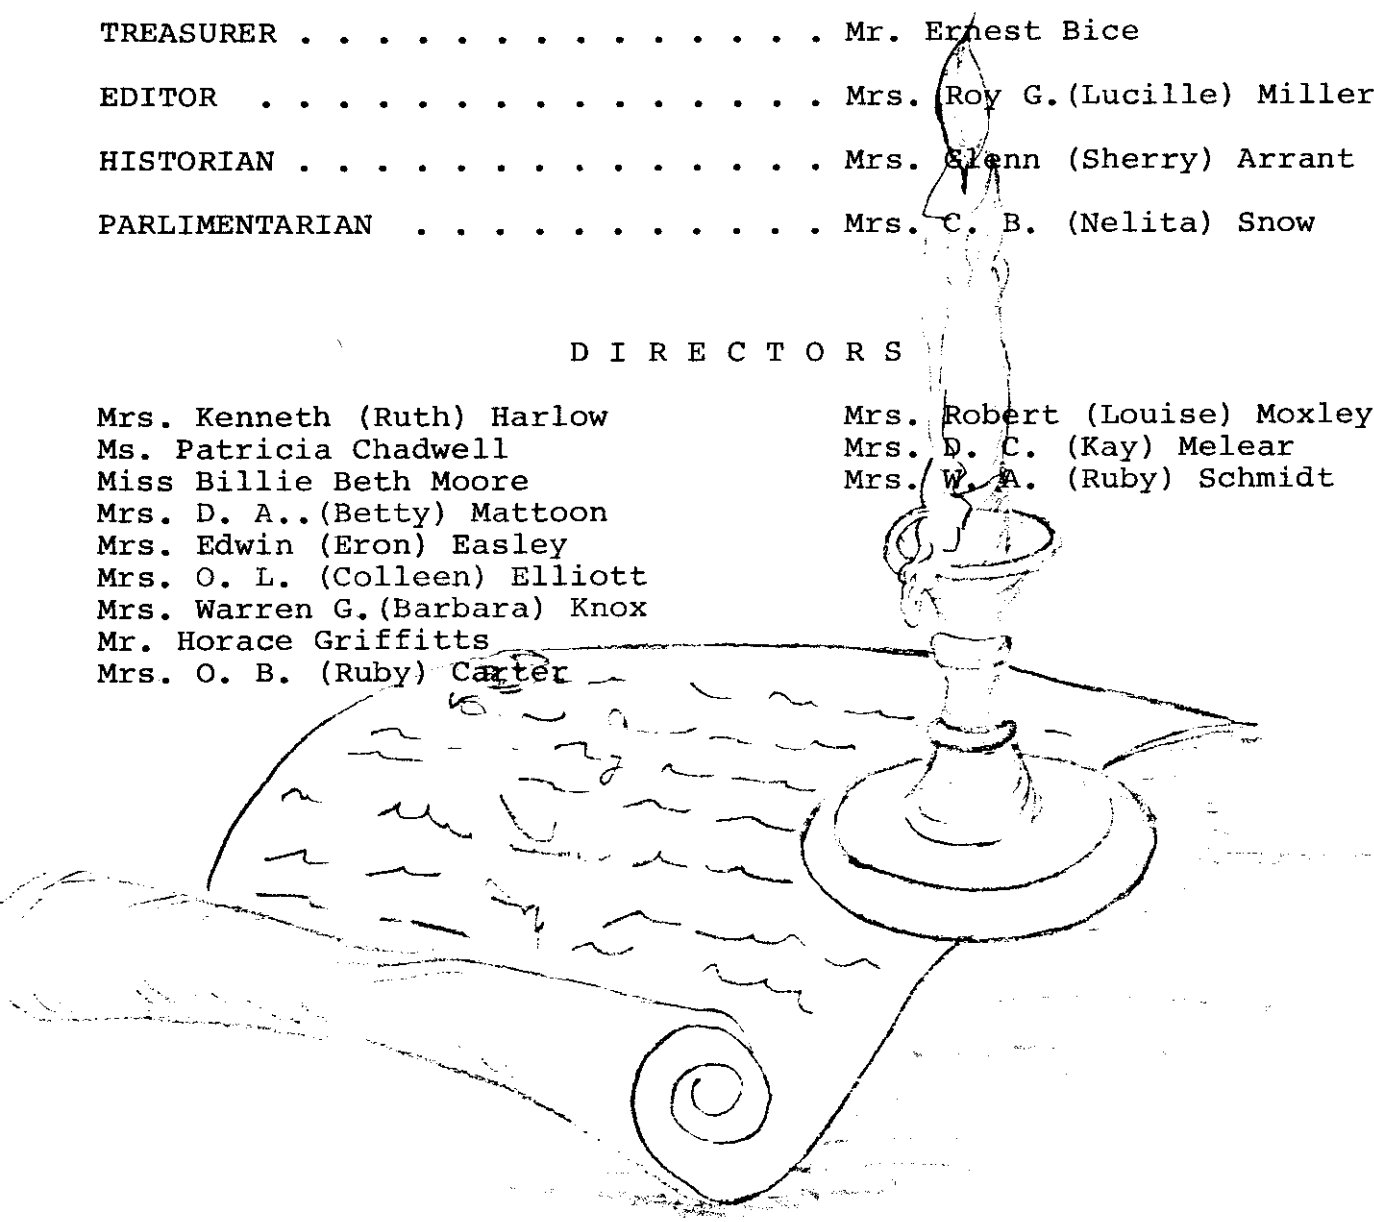 TREASURER . . . . . . . . . . . . . . Mr. Ernest Bice
EDITOR . . . . . . . . . . . . . . . Mrs. Roy G.(Lucille) Miller
HISTORIAN . . . . . . . . . . . . . . Mrs. Glenn (Sherry) Arrant
PARLIMENTARIAN . . . . . . . . . . . Mrs. C. B. (Nelita) Snow
D I R E C T O R S
Mrs. Kenneth (Ruth) Harlow
Ms. Patricia Chadwell
Miss Billie Beth Moore
Mrs. D. A..(Betty) Mattoon
Mrs. Edwin (Eron) Easley
Mrs. O. L. (Colleen) Elliott
Mrs. Warren G.(Barbara) Knox
Mr. Horace Griffitts
Mrs. O. B. (Ruby) Carter
Mrs. Robert (Louise) Moxley
Mrs. D. C. (Kay) Melear
Mrs. W. A. (Ruby) Schmidt